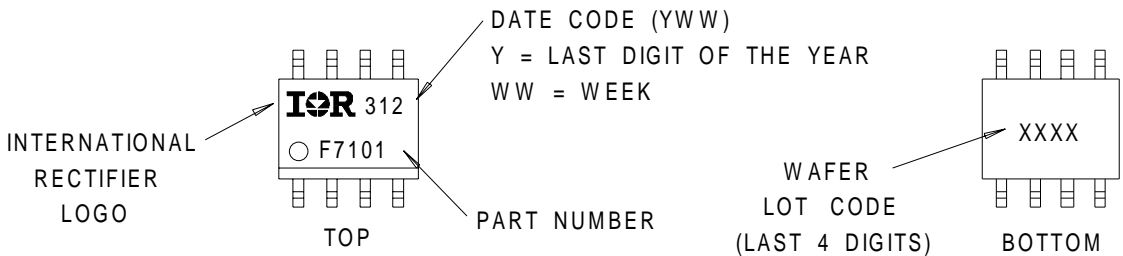 DATE CODE (YWW)
Y = LAST DIGIT OF THE YEAR
WW = WEEK
IOR 312
F7101
INTERNATIONAL
RECTIFIER
LOGO
TOP
PART NUMBER
XXXX
WAFER
LOT CODE
(LAST 4 DIGITS)
BOTTOM